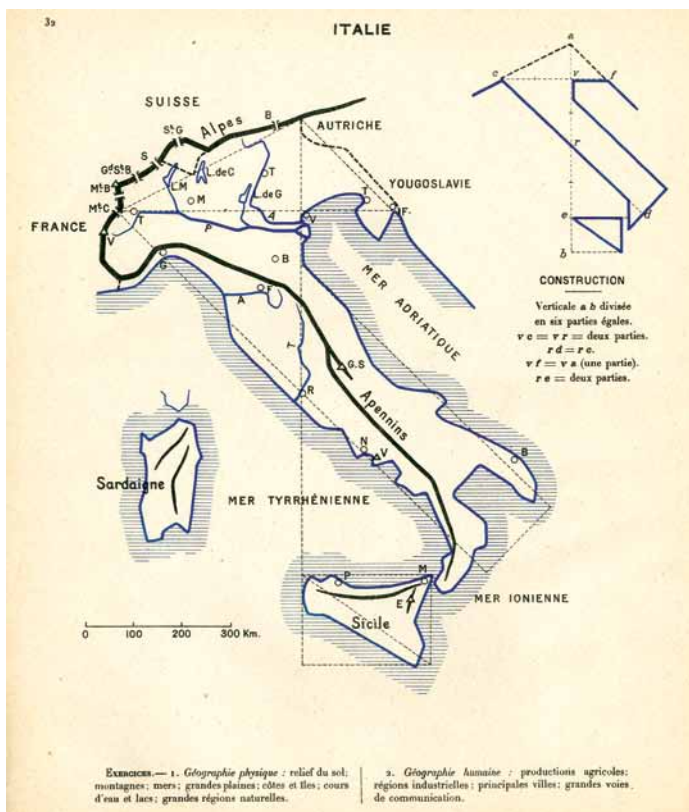 32
ITALIE
SUISSE
Alpes
B
AUTRICHE
St G
S
Gd St B
Mt B
Mt C
L.M
L.deC
T
M
L.deG
YOUGOSLAVIE
FRANCE
V
T
P
A
V
T
F.
B
G
A
F
MER ADRIATIQUE
T
G.S
R
Apennins
N
V
B
Sardaigne
MER TYRRHÉNIENNE
P
M
E
Sicile
MER IONIENNE
0 100 200 300 Km.
a
c
v
f
r
e
d
b
CONSTRUCTION
Verticale a b divisée
en six parties égales.
v c = v r = deux parties.
r d = r c.
v f = v a (une partie).
r e = deux parties.
EXERCICES. — 1. Géographie physique : relief du sol;
montagnes; mers; grandes plaines; côtes et îles; cours
d'eau et lacs; grandes régions naturelles.
2. Géographie humaine : productions agricoles;
régions industrielles; principales villes; grandes voies
de communication.